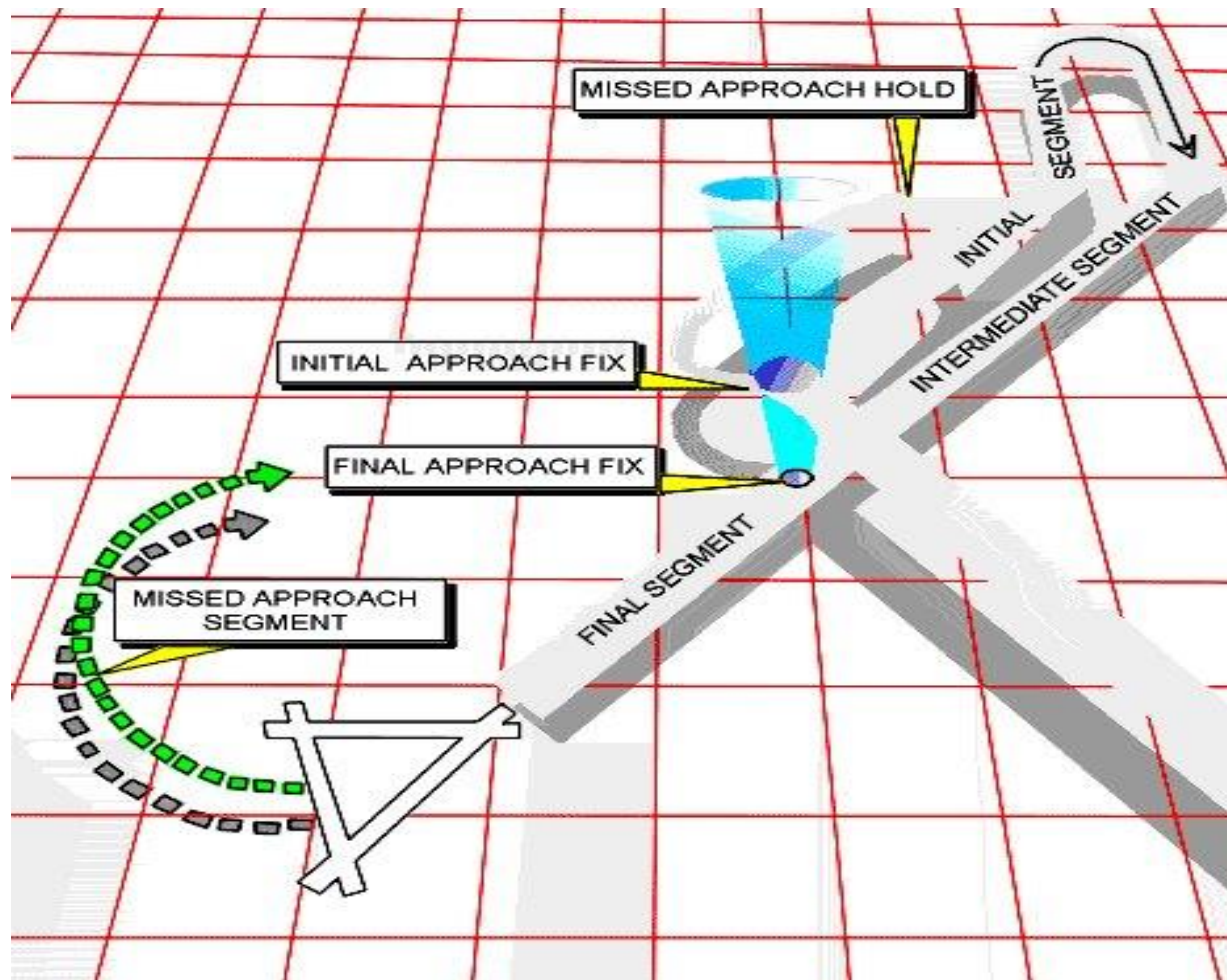 MISSED APPROACH HOLD
SEGMENT
INITIAL
INTERMEDIATE SEGMENT
INITIAL APPROACH FIX
FINAL APPROACH FIX
FINAL SEGMENT
MISSED APPROACH
SEGMENT